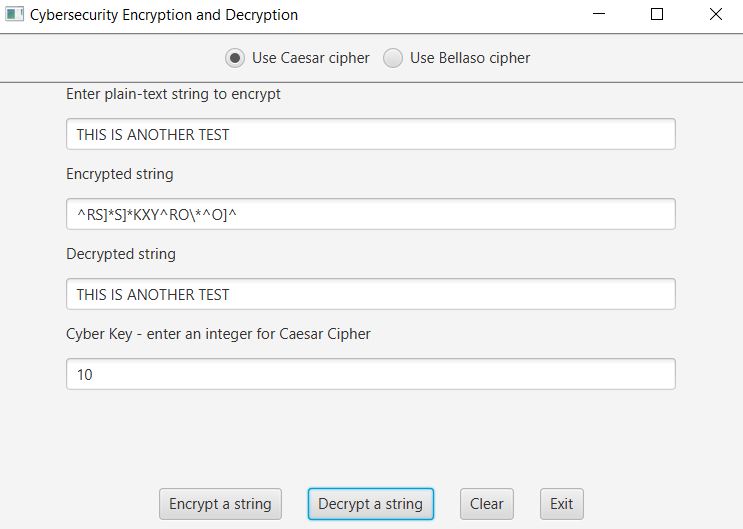 Cybersecurity Encryption and Decryption
Use Caesar cipher Use Bellaso cipher
Enter plain-text string to encrypt
THIS IS ANOTHER TEST
Encrypted string
^RS]*S]*KXY^RO\*^O]^
Decrypted string
THIS IS ANOTHER TEST
Cyber Key - enter an integer for Caesar Cipher
10
Encrypt a string Decrypt a string Clear Exit